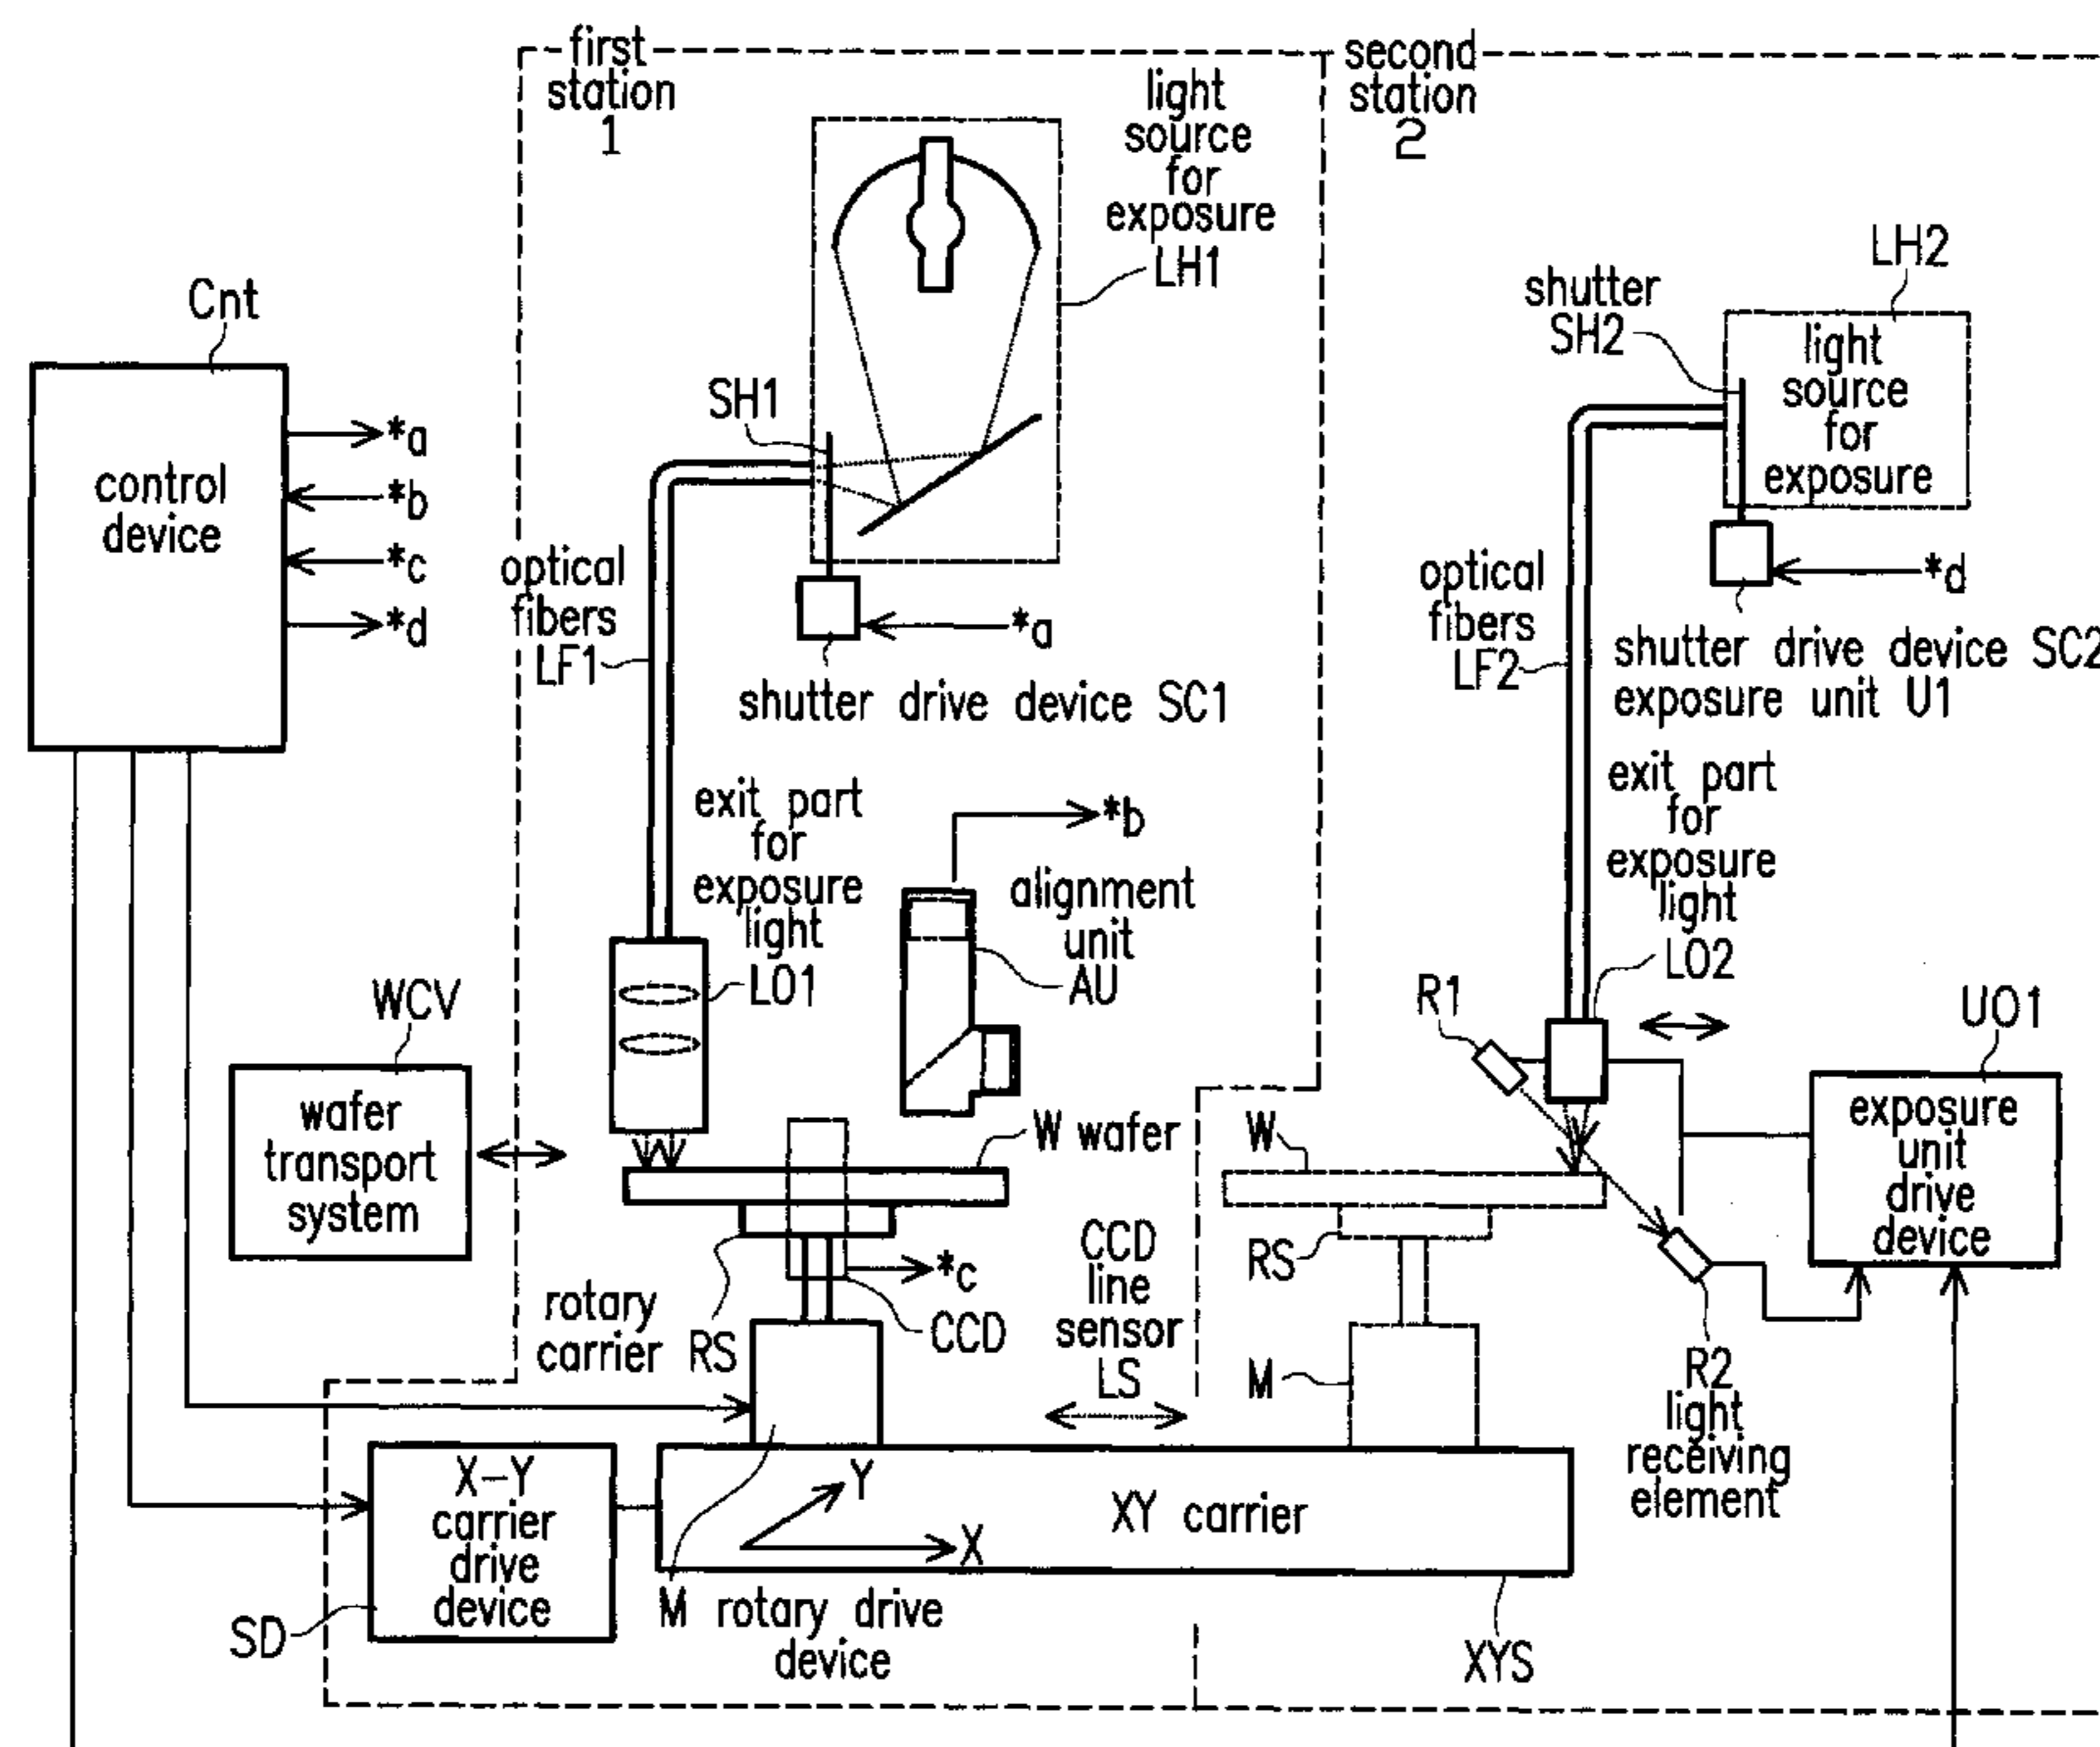 first
station
1
second
station
2
light
source
for
exposure
LH1
Cnt
control
device
*a
*b
*c
*d
SH1
optical
fibers
LF1
*a
shutter drive device SC1
LH2
shutter
SH2
light
source
for
exposure
*d
optical
fibers
LF2
shutter drive device SC2
exposure unit U1
exit part
for
exposure
light
LO1
*b
alignment
unit
AU
exit part
for
exposure
light
LO2
R1
UO1
exposure
unit
drive
device
WCV
wafer
transport
system
W wafer
W
*c
rotary
carrier RS
CCD
CCD
line
sensor
LS
RS
M
R2
light
receiving
element
X-Y
carrier
drive
device
SD
Y
X
XY carrier
M rotary drive
device
XYS